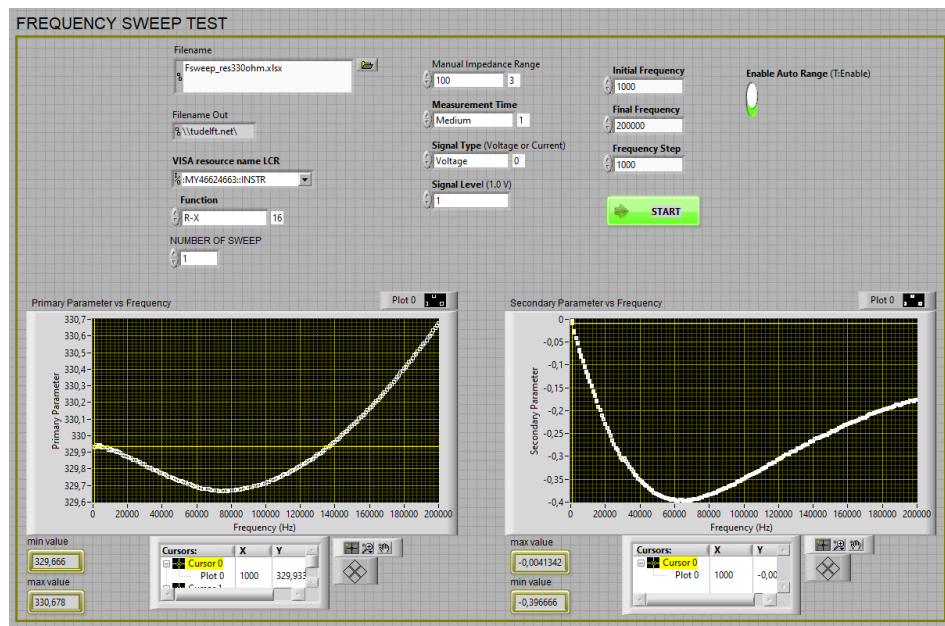 FREQUENCY SWEEP TEST
Filename
Fsweep_res330ohm.xlsx
Filename Out
\\tudelft.net\
VISA resource name LCR
:MY46624663::INSTR
Function
R-X 16
NUMBER OF SWEEP
1
Manual Impedance Range
100 3
Measurement Time
Medium 1
Signal Type (Voltage or Current)
Voltage 0
Signal Level (1.0 V)
1
Initial Frequency
1000
Final Frequency
200000
Frequency Step
1000
START
Enable Auto Range (T:Enable)
Primary Parameter vs Frequency
Plot 0
Primary Parameter
330,7
330,6
330,5
330,4
330,3
330,2
330,1
330
329,9
329,8
329,7
329,6
0 20000 40000 60000 80000 100000 120000 140000 160000 180000 200000
Frequency (Hz)
min value
329,666
max value
330,678
Cursors: X Y
Cursor 0
Plot 0 1000 329,933
Secondary Parameter vs Frequency
Plot 0
Secondary Parameter
0
-0,05
-0,1
-0,15
-0,2
-0,25
-0,3
-0,35
-0,4
0 20000 40000 60000 80000 100000 120000 140000 160000 180000 200000
Frequency (Hz)
max value
-0,0041342
min value
-0,396666
Cursors: X Y
Cursor 0
Plot 0 1000 -0,00